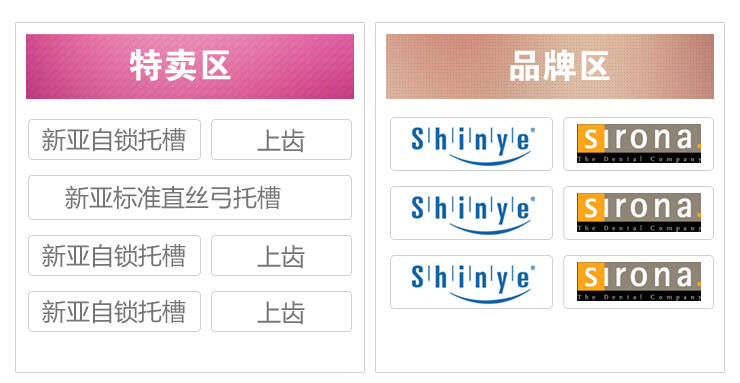 特卖区
新亚自锁托槽 上齿
新亚标准直丝弓托槽
新亚自锁托槽 上齿
新亚自锁托槽 上齿
品牌区
Shinye® sirona.
The Dental Company
Shinye® sirona.
The Dental Company
Shinye® sirona.
The Dental Company